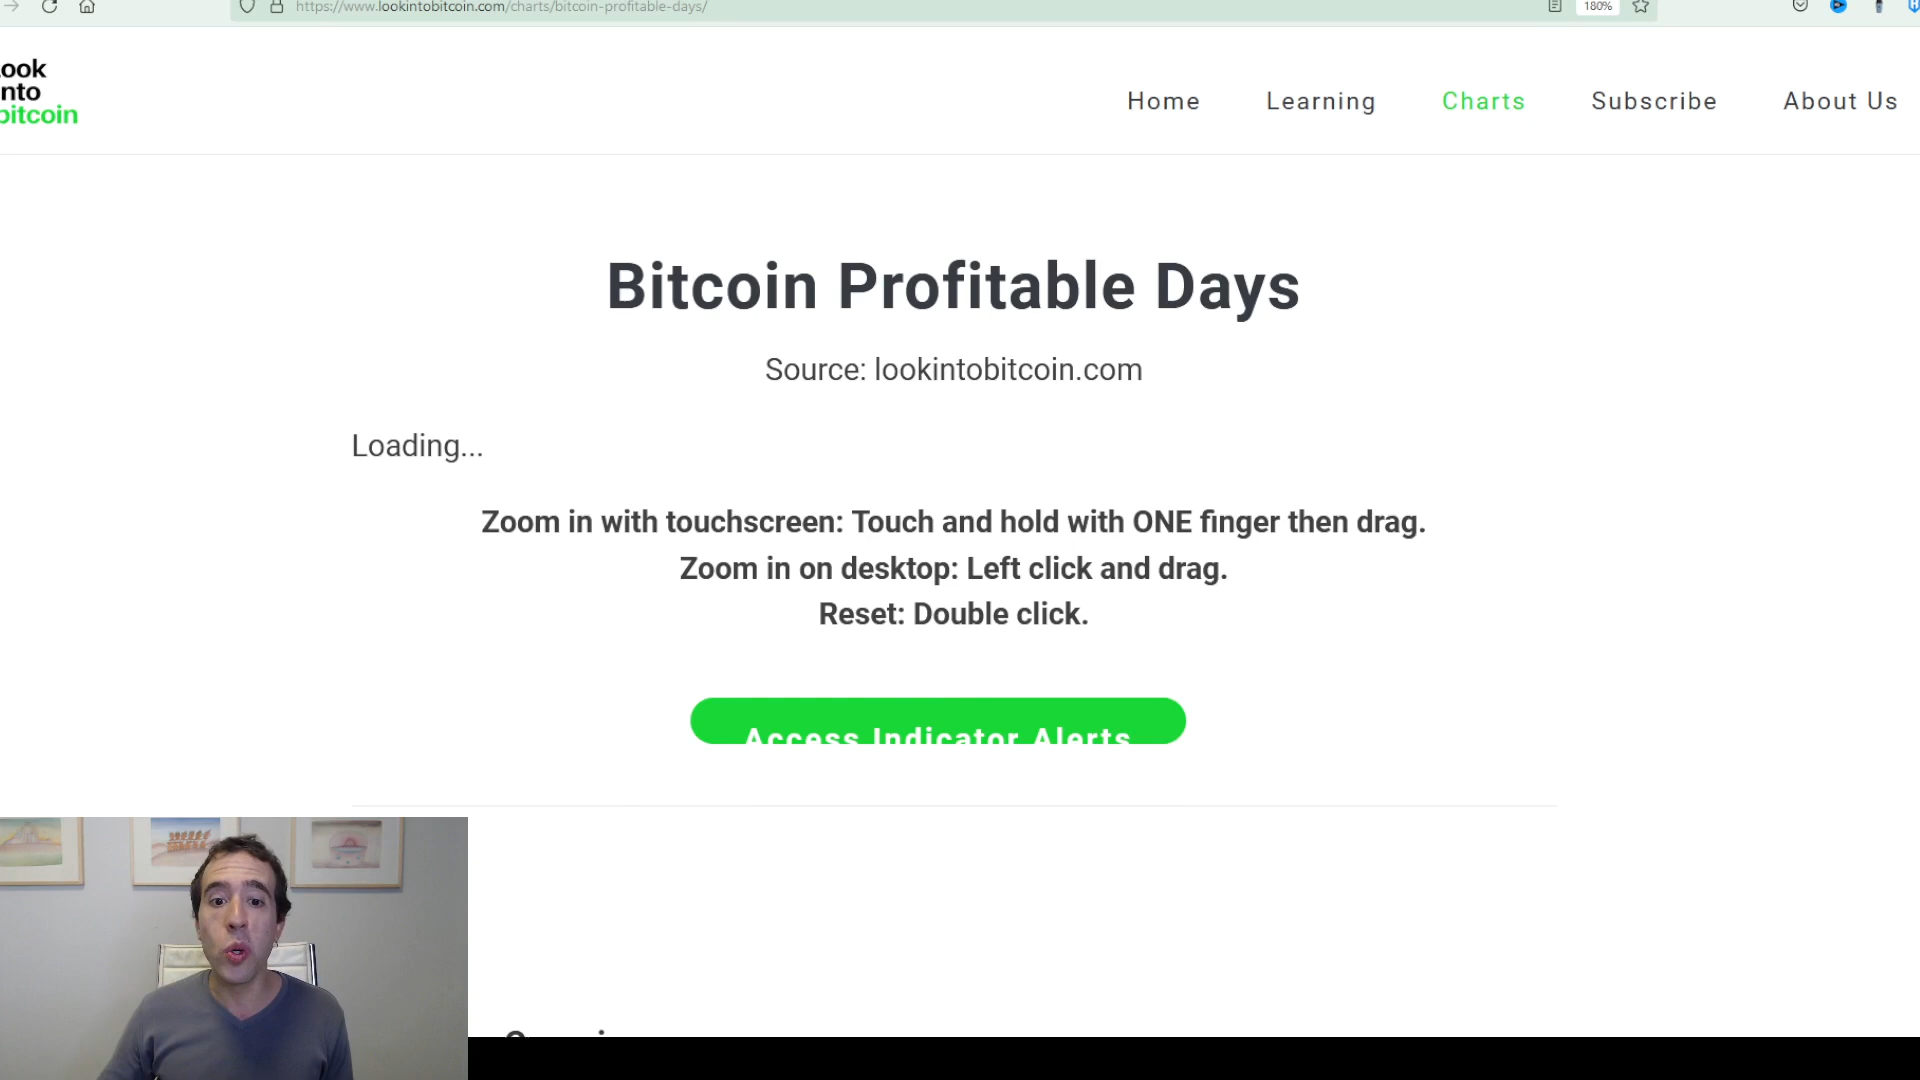 https://www.lookintobitcoin.com/charts/bitcoin-profitable-days/
180%
ook
nto
bitcoin
Home
Learning
Charts
Subscribe
About Us
Bitcoin Profitable Days
Source: lookintobitcoin.com
Loading...
Zoom in with touchscreen: Touch and hold with ONE finger then drag.
Zoom in on desktop: Left click and drag.
Reset: Double click.
Access Indicator Alerts